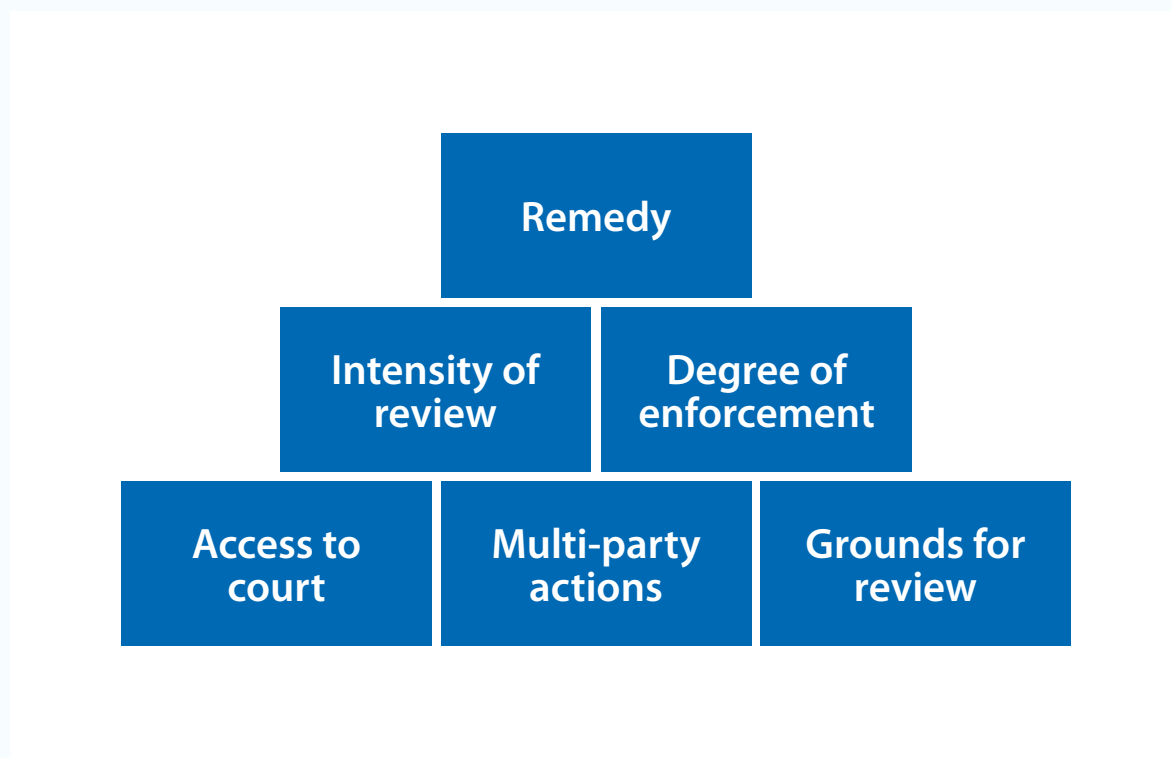 Remedy
Intensity of
review
Degree of
enforcement
Access to
court
Multi-party
actions
Grounds for
review